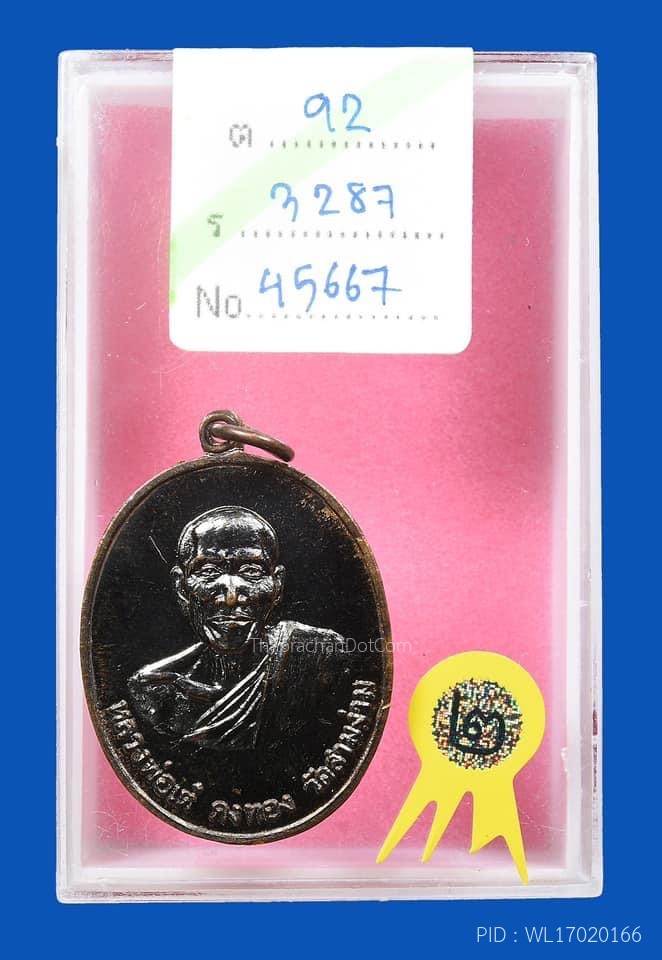 ต 92
ร 3287
No 45667
ThaprachanDotCom
หลวงพ่อเต๋ คงทอง วัดสามง่าม
๒
PID : WL17020166